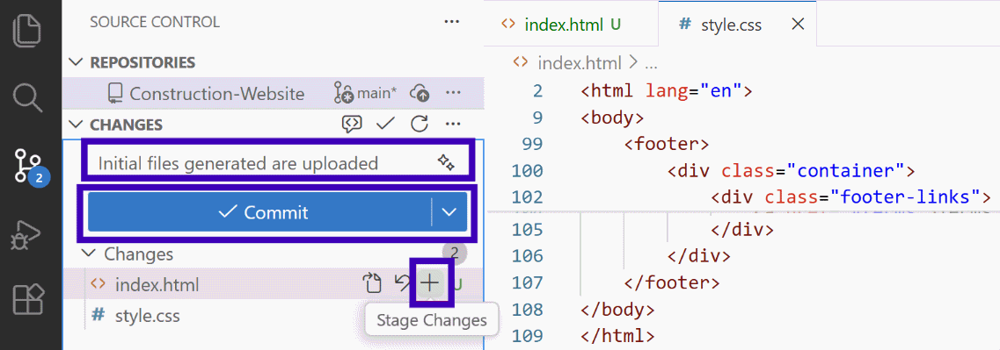 SOURCE CONTROL
REPOSITORIES
Construction-Website main*
CHANGES
Initial files generated are uploaded
Commit
Changes 2
index.html U
style.css
Stage Changes
2
index.html U
style.css
index.html > ...
2 <html lang="en">
9 <body>
99 <footer>
100 <div class="container">
102 <div class="footer-links">
105 </div>
106 </div>
107 </footer>
108 </body>
109 </html>